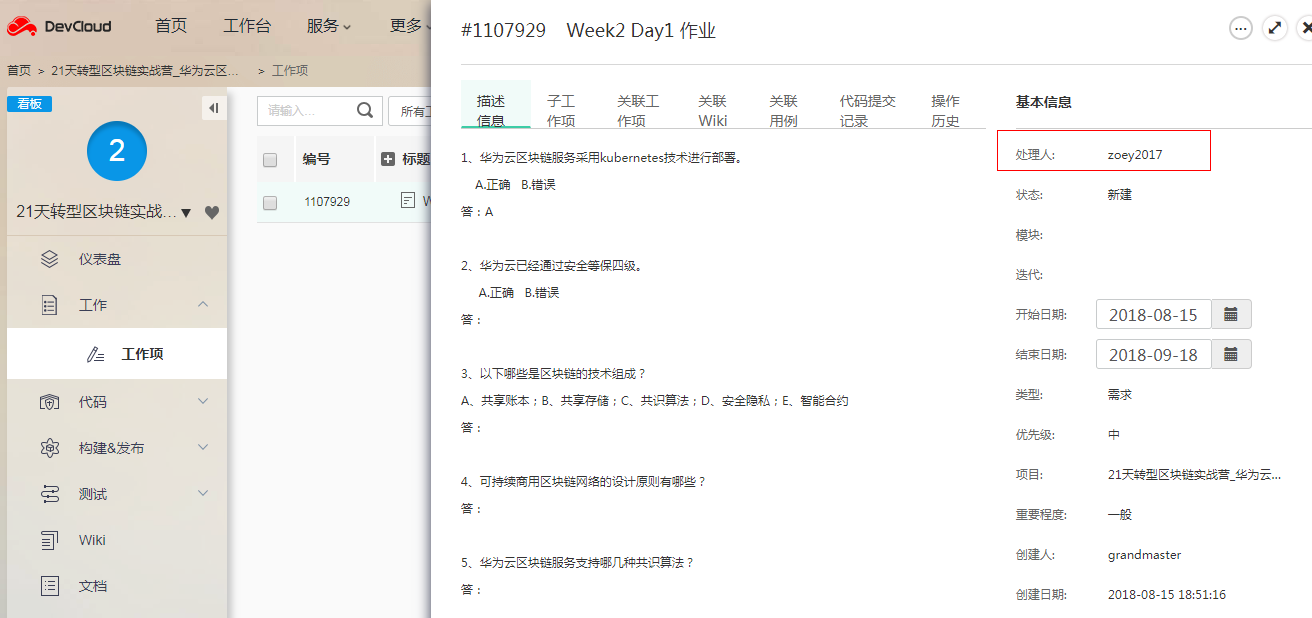 DevCloud
首页
工作台
服务
更多
首页 > 21天转型区块链实战营_华为云区... > 工作项
看板
2
21天转型区块链实战...
仪表盘
工作
工作项
代码
构建&发布
测试
Wiki
文档
请输入...
所有工
编号
标题
1107929
W
#1107929 Week2 Day1 作业
描述信息
子工作项
关联工作项
关联Wiki
关联用例
代码提交记录
操作历史
1、华为云区块链服务采用kubernetes技术进行部署。
A.正确 B.错误
答：A
2、华为云已经通过安全等保四级。
A.正确 B.错误
答：
3、以下哪些是区块链的技术组成？
A、共享账本；B、共享存储；C、共识算法；D、安全隐私；E、智能合约
答：
4、可持续商用区块链网络的设计原则有哪些？
答：
5、华为云区块链服务支持哪几种共识算法？
答：
基本信息
处理人: zoey2017
状态: 新建
模块:
迭代:
开始日期: 2018-08-15
结束日期: 2018-09-18
类型: 需求
优先级: 中
项目: 21天转型区块链实战营_华为云...
重要程度: 一般
创建人: grandmaster
创建日期: 2018-08-15 18:51:16